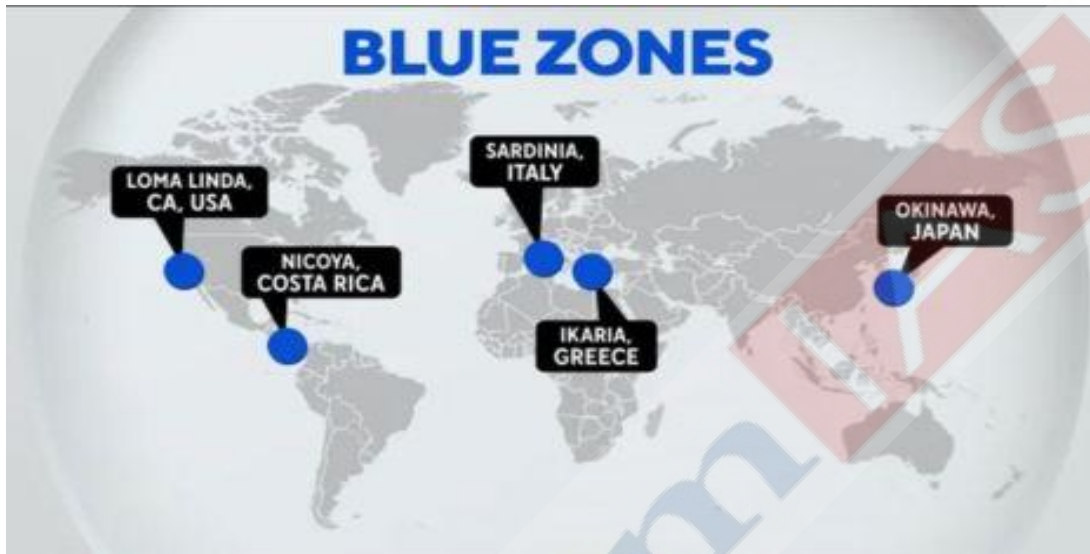 BLUE ZONES
SARDINIA,
ITALY
LOMA LINDA,
CA, USA
OKINAWA,
JAPAN
NICOYA,
COSTA RICA
IKARIA,
GREECE